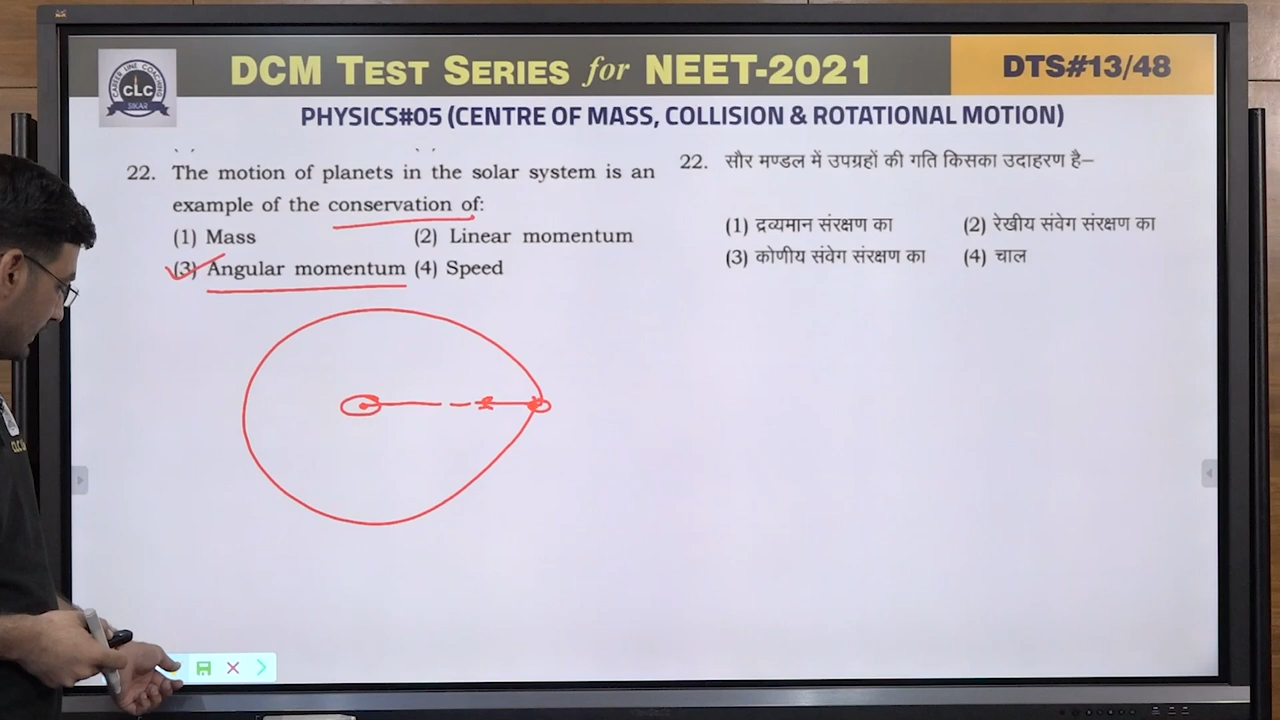 DCM TEST SERIES for NEET-2021
DTS#13/48
CAREER LINE COACHING
CLC
SIKAR
PHYSICS#05 (CENTRE OF MASS, COLLISION & ROTATIONAL MOTION)
22. The motion of planets in the solar system is an
example of the conservation of:
(1) Mass (2) Linear momentum
(3) Angular momentum (4) Speed
22. सौर मण्डल में उपग्रहों की गति किसका उदाहरण है–
(1) द्रव्यमान संरक्षण का (2) रेखीय संवेग संरक्षण का
(3) कोणीय संवेग संरक्षण का (4) चाल